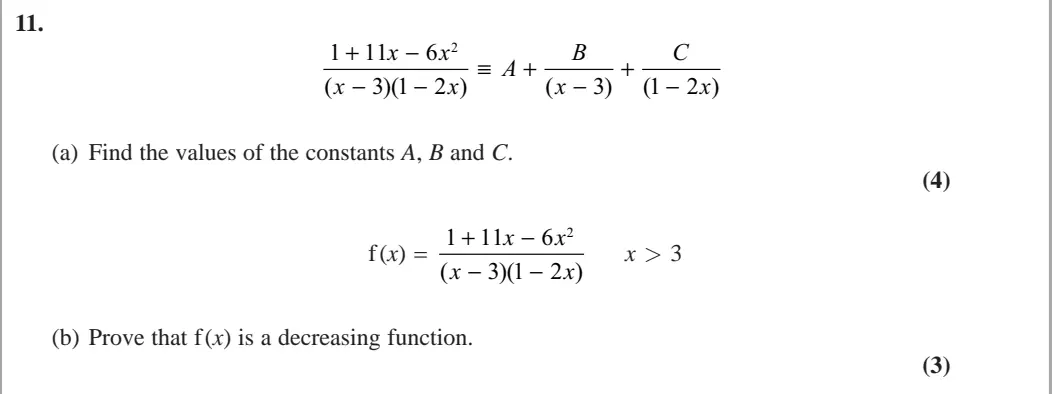 11.
1 + 11x − 6x² / (x − 3)(1 − 2x) ≡ A + B / (x − 3) + C / (1 − 2x)
(a) Find the values of the constants A, B and C.
(4)
f(x) = 1 + 11x − 6x² / (x − 3)(1 − 2x) x > 3
(b) Prove that f(x) is a decreasing function.
(3)